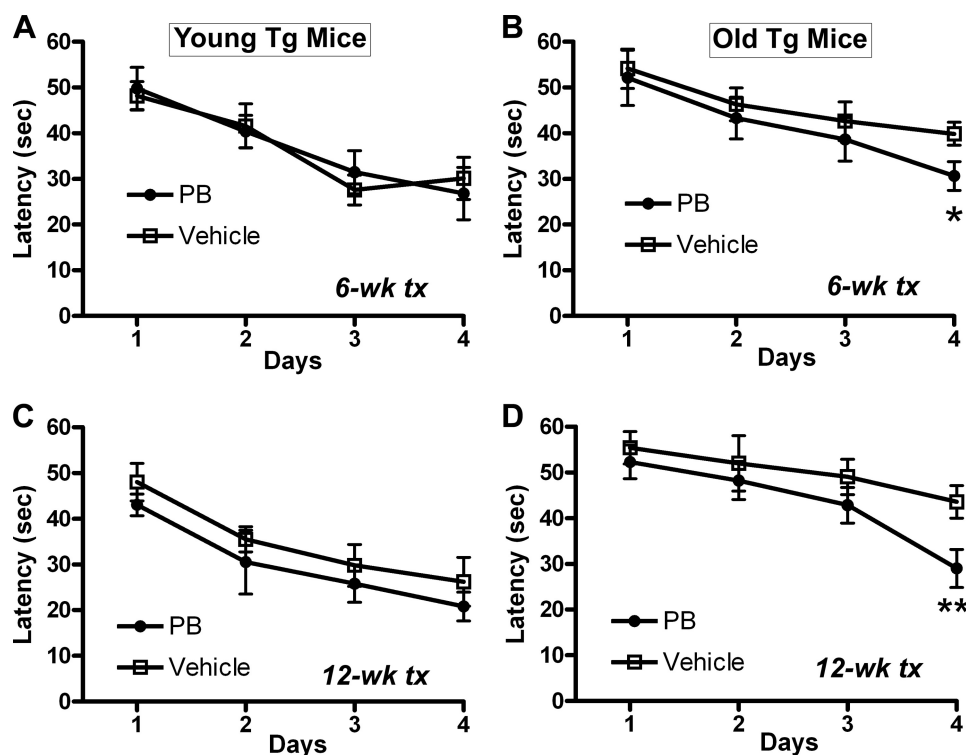 A
Young Tg Mice
60
50
40
30
20
10
0
Latency (sec)
PB
Vehicle
6-wk tx
1 2 3 4
Days
B
Old Tg Mice
60
50
40
30
20
10
0
Latency (sec)
PB
Vehicle
*
6-wk tx
1 2 3 4
Days
C
60
50
40
30
20
10
0
Latency (sec)
PB
Vehicle
12-wk tx
1 2 3 4
Days
D
60
50
40
30
20
10
0
Latency (sec)
**
PB
Vehicle
12-wk tx
1 2 3 4
Days